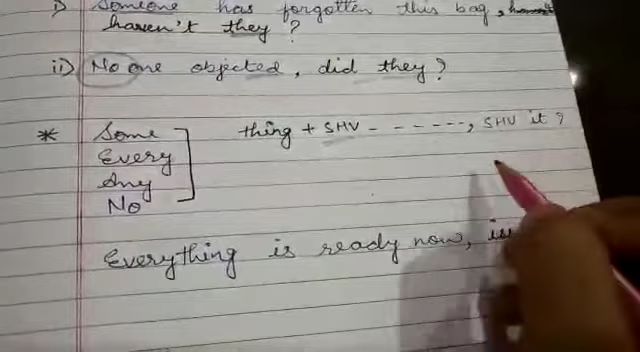 i) Someone has forgotten this bag,
haven't they?
ii) No one objected, did they?
* Some thing + SHV - - - - - -, SHV it?
Every
Any
No
Everything is ready now, is